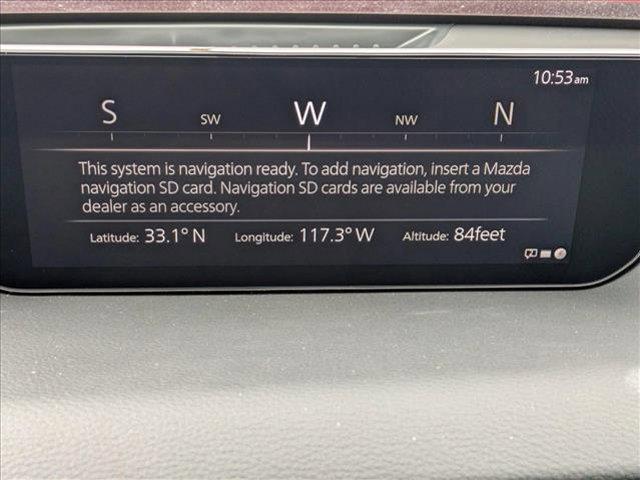 10:53am
S SW W NW N
This system is navigation ready. To add navigation, insert a Mazda
navigation SD card. Navigation SD cards are available from your
dealer as an accessory.
Latitude: 33.1° N Longitude: 117.3° W Altitude: 84feet